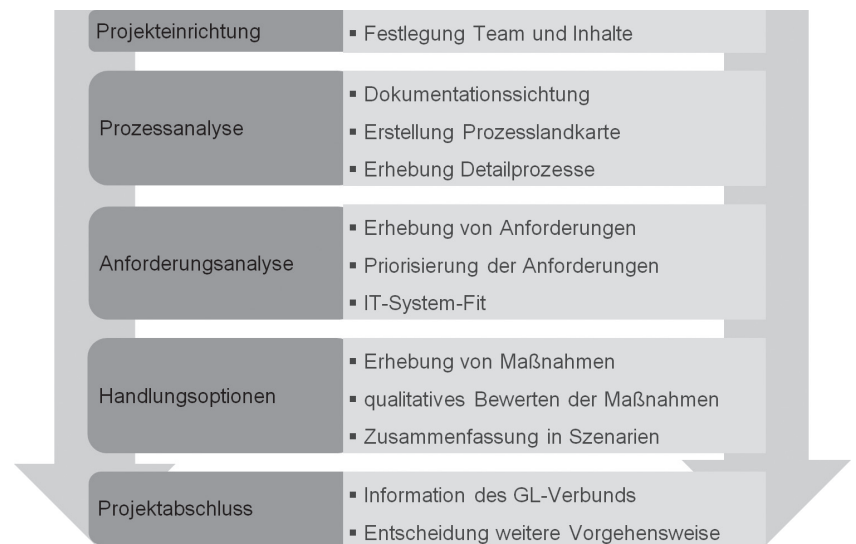 Projekteinrichtung
▪ Festlegung Team und Inhalte
Prozessanalyse
▪ Dokumentationssichtung
▪ Erstellung Prozesslandkarte
▪ Erhebung Detailprozesse
Anforderungsanalyse
▪ Erhebung von Anforderungen
▪ Priorisierung der Anforderungen
▪ IT-System-Fit
Handlungsoptionen
▪ Erhebung von Maßnahmen
▪ qualitatives Bewerten der Maßnahmen
▪ Zusammenfassung in Szenarien
Projektabschluss
▪ Information des GL-Verbunds
▪ Entscheidung weitere Vorgehensweise